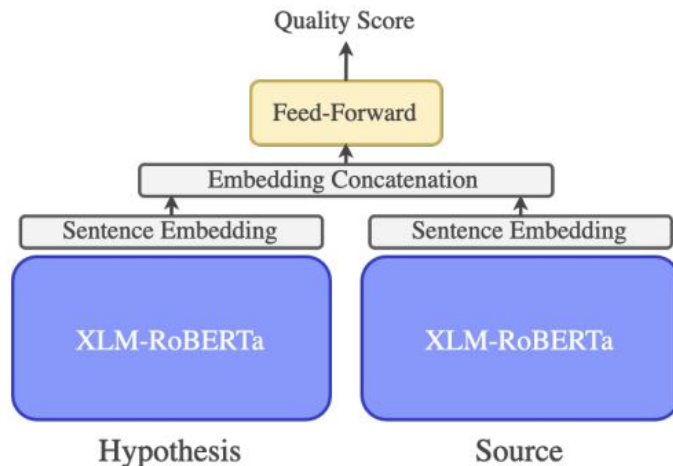 Quality Score
Feed-Forward
Embedding Concatenation
Sentence Embedding
Sentence Embedding
XLM-RoBERTa
XLM-RoBERTa
Hypothesis
Source